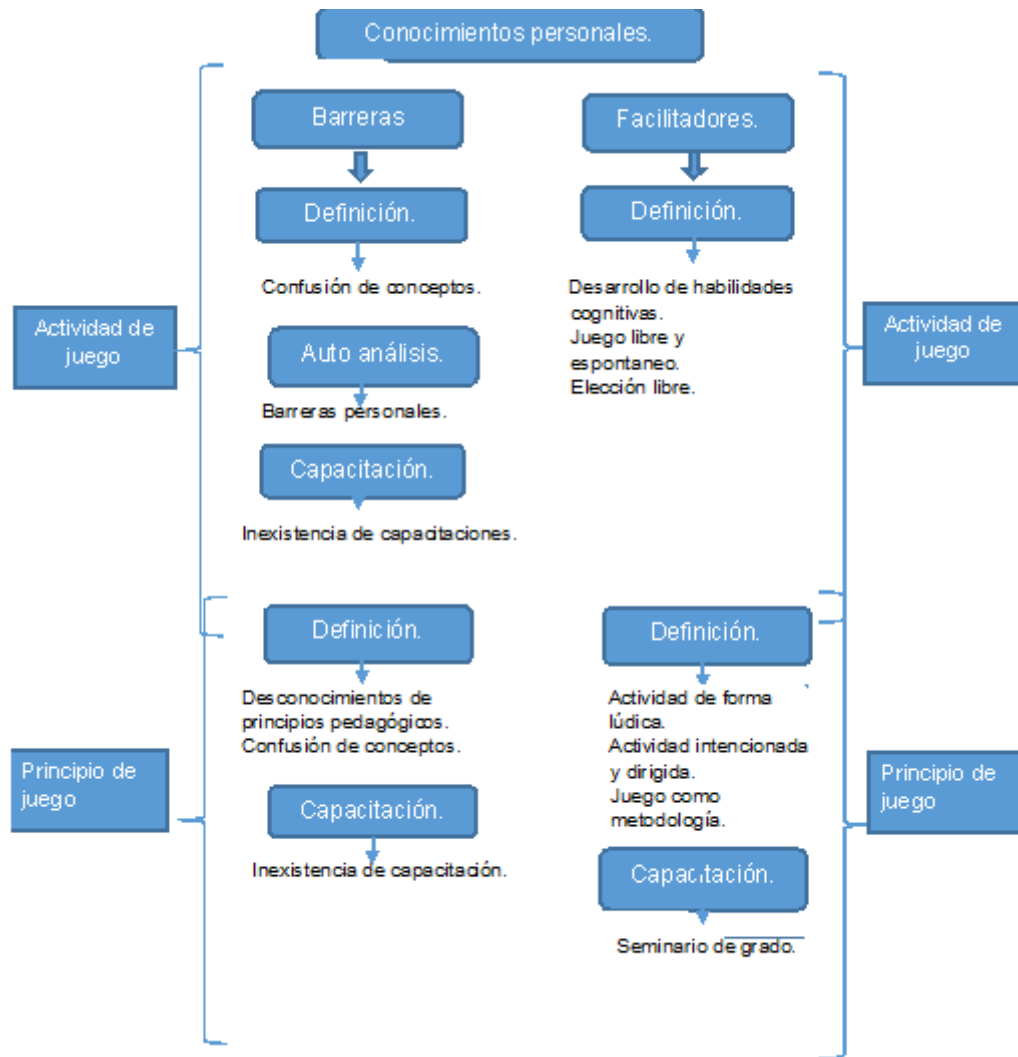 Conocimientos personales.
Barreras
Facilitadores.
Definición.
Definición.
Confusión de conceptos.
Desarrollo de habilidades
cognitivas.
Juego libre y
espontaneo.
Elección libre.
Actividad de
juego
Actividad de
juego
Auto análisis.
Barreras personales.
Capacitación.
Inexistencia de capacitaciones.
Definición.
Definición.
Desconocimientos de
principios pedagógicos.
Confusión de conceptos.
Actividad de forma
lúdica.
Actividad intencionada
y dirigida.
Juego como
metodología.
Principio de
juego
Principio de
juego
Capacitación.
Inexistencia de capacitación.
Capacitación.
Seminario de grado.